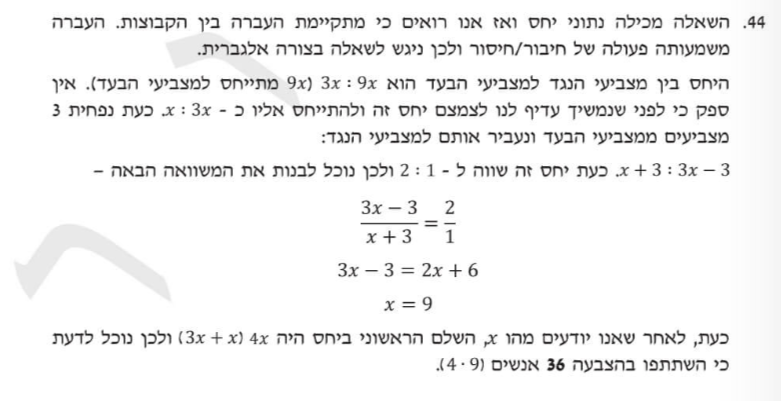 44. השאלה מכילה נתוני יחס ואז אנו רואים כי מתקיימת העברה בין הקבוצות. העברה
משמעותה פעולה של חיבור/חיסור ולכן ניגש לשאלה בצורה אלגברית.
היחס בין מצביעי הנגד למצביעי הבעד הוא 3x : 9x (9x מתייחס למצביעי הבעד). אין
ספק כי לפני שנמשיך עדיף לנו לצמצם יחס זה ולהתייחס אליו כ - x : 3x. כעת נפחית 3
מצביעים ממצביעי הבעד ונעביר אותם למצביעי הנגד:
x + 3 : 3x − 3. כעת יחס זה שווה ל - 1 : 2 ולכן נוכל לבנות את המשוואה הבאה –
(3x − 3)/(x + 3) = 2/1
3x − 3 = 2x + 6
x = 9
כעת, לאחר שאנו יודעים מהו x, השלם הראשוני ביחס היה 4x (3x + x) ולכן נוכל לדעת
כי השתתפו בהצבעה 36 אנשים (9 · 4).